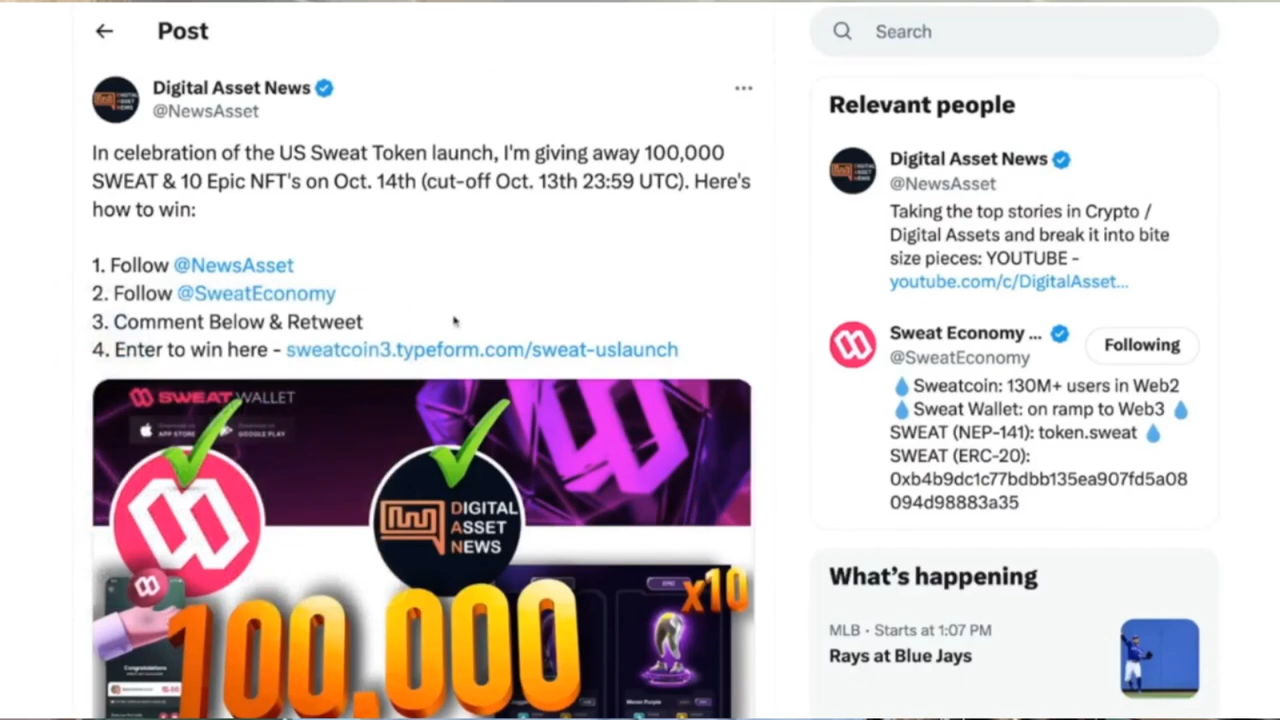 Post
Digital Asset News
@NewsAsset
In celebration of the US Sweat Token launch, I'm giving away 100,000
SWEAT & 10 Epic NFT's on Oct. 14th (cut-off Oct. 13th 23:59 UTC). Here's
how to win:
1. Follow @NewsAsset
2. Follow @SweatEconomy
3. Comment Below & Retweet
4. Enter to win here - sweatcoin3.typeform.com/sweat-uslaunch
SWEAT WALLET
APP STORE
GOOGLE PLAY
DIGITAL
ASSET
NEWS
x10
100,000
Congratulations
Search
Relevant people
Digital Asset News
@NewsAsset
Taking the top stories in Crypto /
Digital Assets and break it into bite
size pieces: YOUTUBE -
youtube.com/c/DigitalAsset...
Sweat Economy ...
Following
@SweatEconomy
💧Sweatcoin: 130M+ users in Web2
💧Sweat Wallet: on ramp to Web3 💧
SWEAT (NEP-141): token.sweat 💧
SWEAT (ERC-20):
0xb4b9dc1c77bdbb135ea907fd5a08
094d98883a35
What's happening
MLB · Starts at 1:07 PM
Rays at Blue Jays